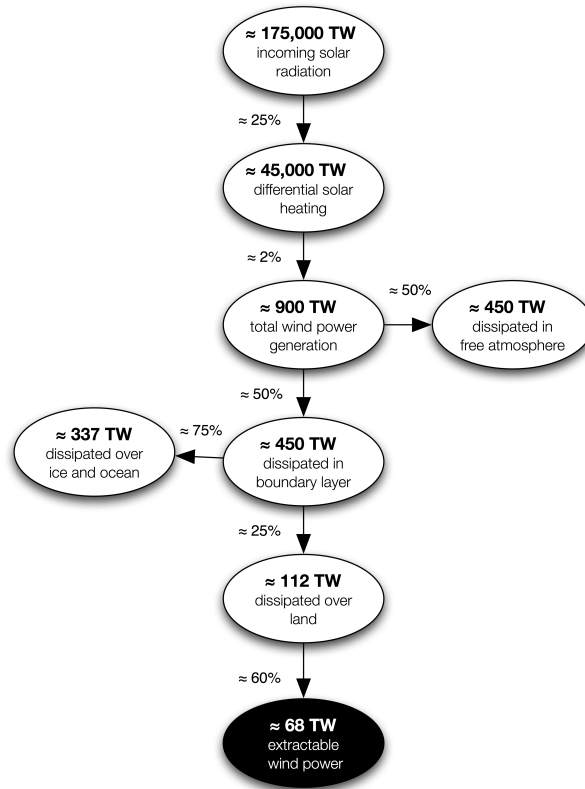 ≈ 175,000 TW
incoming solar
radiation
≈ 25%
≈ 45,000 TW
differential solar
heating
≈ 2%
≈ 900 TW
total wind power
generation
≈ 50%
≈ 450 TW
dissipated in
free atmosphere
≈ 50%
≈ 450 TW
dissipated in
boundary layer
≈ 75%
≈ 337 TW
dissipated over
ice and ocean
≈ 25%
≈ 112 TW
dissipated over
land
≈ 60%
≈ 68 TW
extractable
wind power